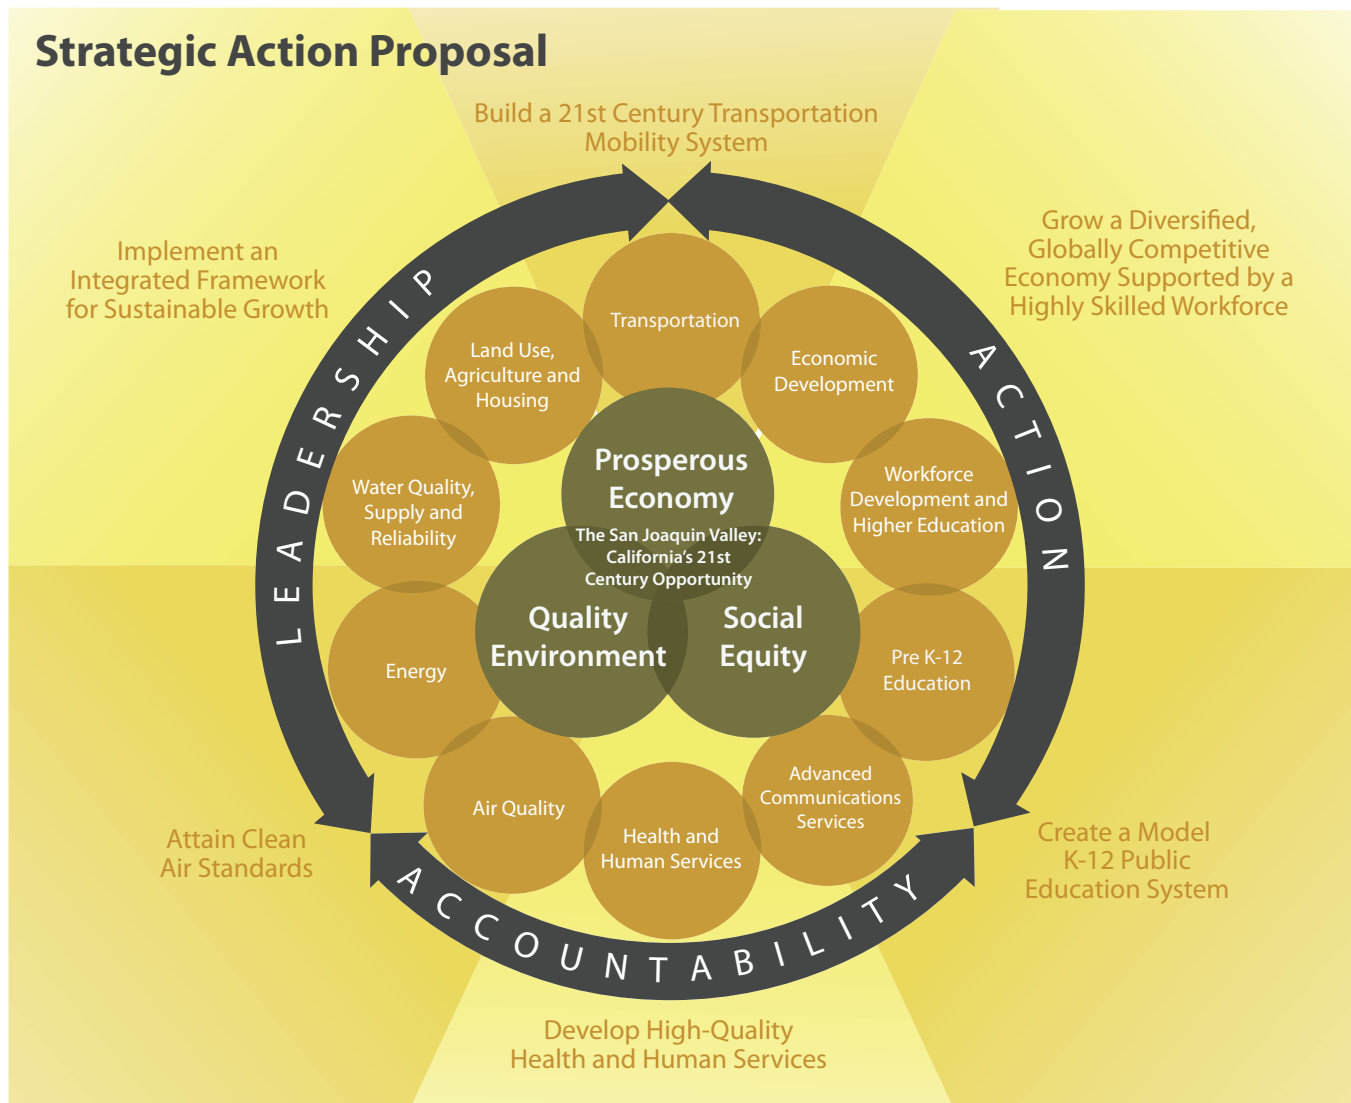 Strategic Action Proposal
Build a 21st Century Transportation
Mobility System
Implement an
Integrated Framework
for Sustainable Growth
Grow a Diversified,
Globally Competitive
Economy Supported by a
Highly Skilled Workforce
LEADERSHIP
ACTION
Transportation
Land Use,
Agriculture and
Housing
Economic
Development
Water Quality,
Supply and
Reliability
Workforce
Development and
Higher Education
Prosperous
Economy
The San Joaquin Valley:
California’s 21st
Century Opportunity
Quality
Environment
Social
Equity
Energy
Pre K-12
Education
Air Quality
Health and
Human Services
Advanced
Communications
Services
Attain Clean
Air Standards
Create a Model
K-12 Public
Education System
ACCOUNTABILITY
Develop High-Quality
Health and Human Services